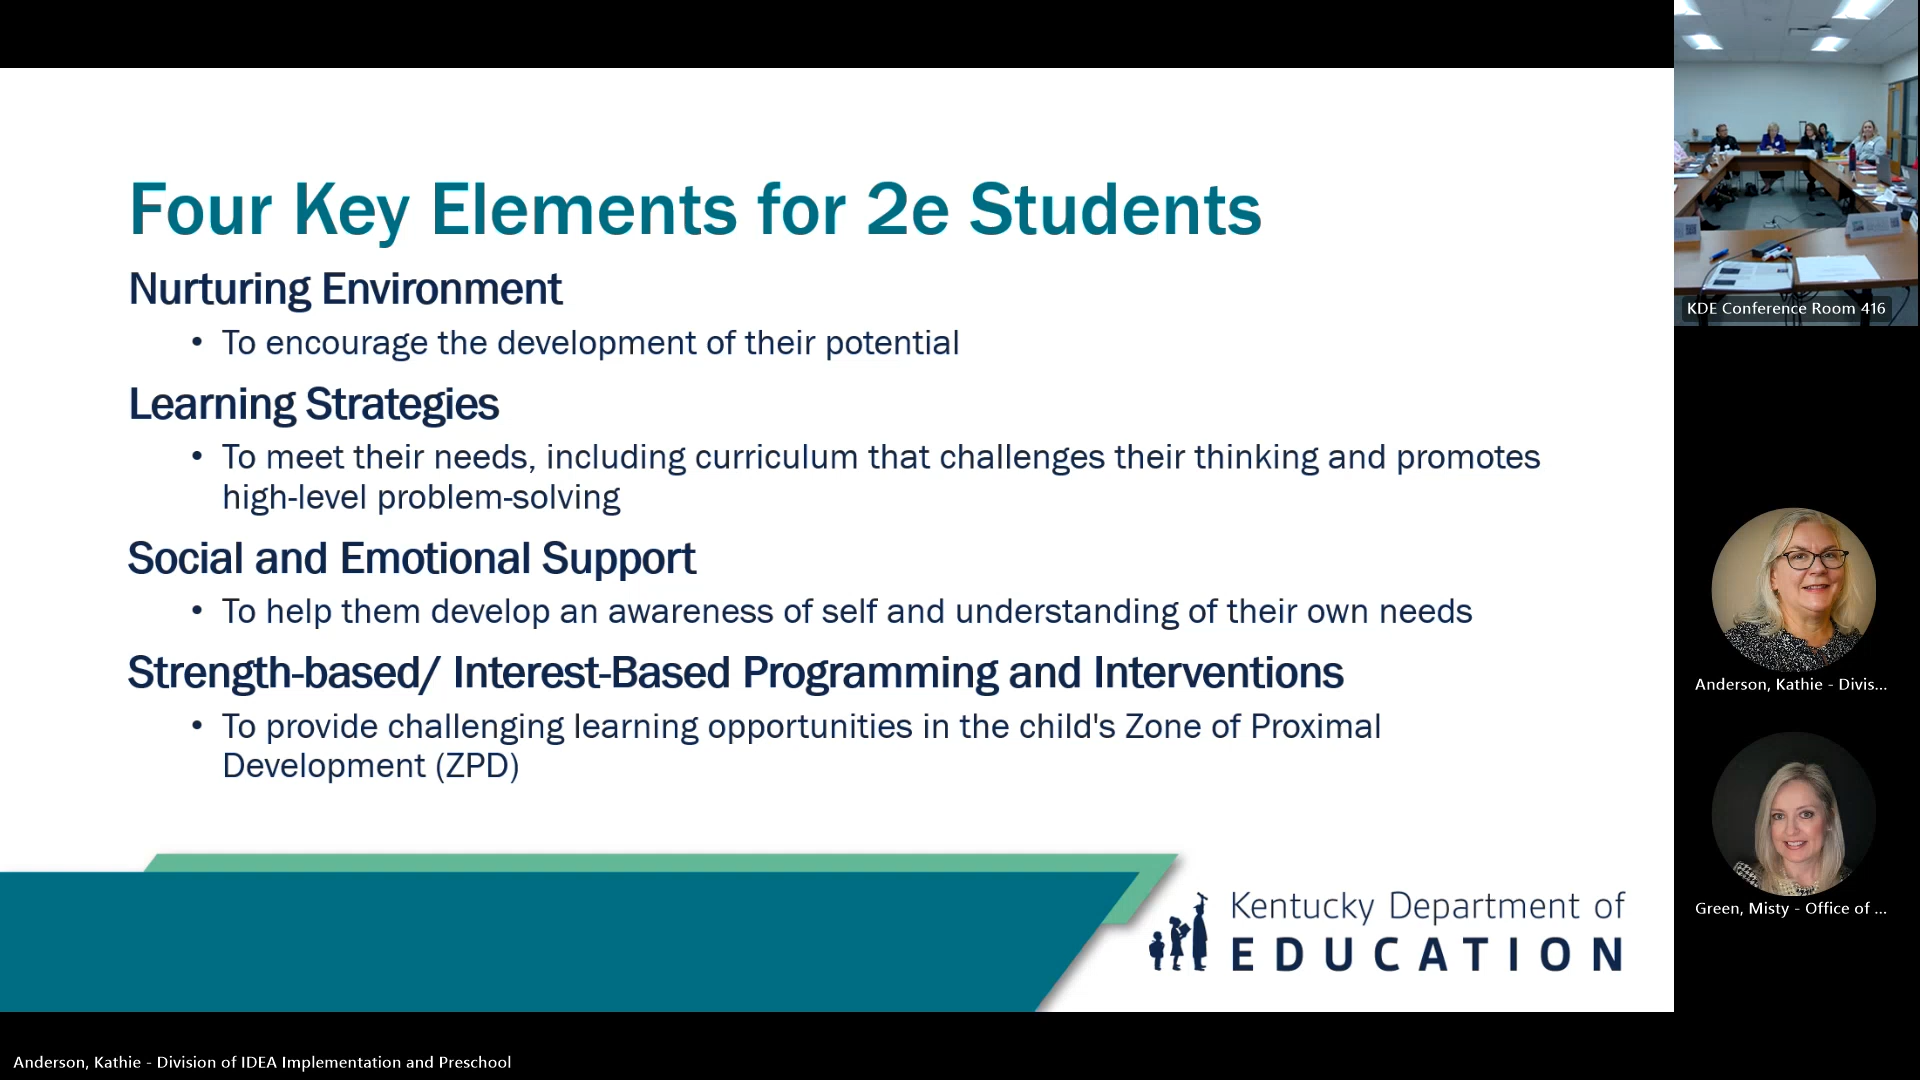 Four Key Elements for 2e Students
Nurturing Environment
• To encourage the development of their potential
Learning Strategies
• To meet their needs, including curriculum that challenges their thinking and promotes
high-level problem-solving
Social and Emotional Support
• To help them develop an awareness of self and understanding of their own needs
Strength-based/ Interest-Based Programming and Interventions
• To provide challenging learning opportunities in the child's Zone of Proximal
Development (ZPD)
Kentucky Department of
EDUCATION
KDE Conference Room 416
Anderson, Kathie - Divis...
Green, Misty - Office of ...
Anderson, Kathie - Division of IDEA Implementation and Preschool